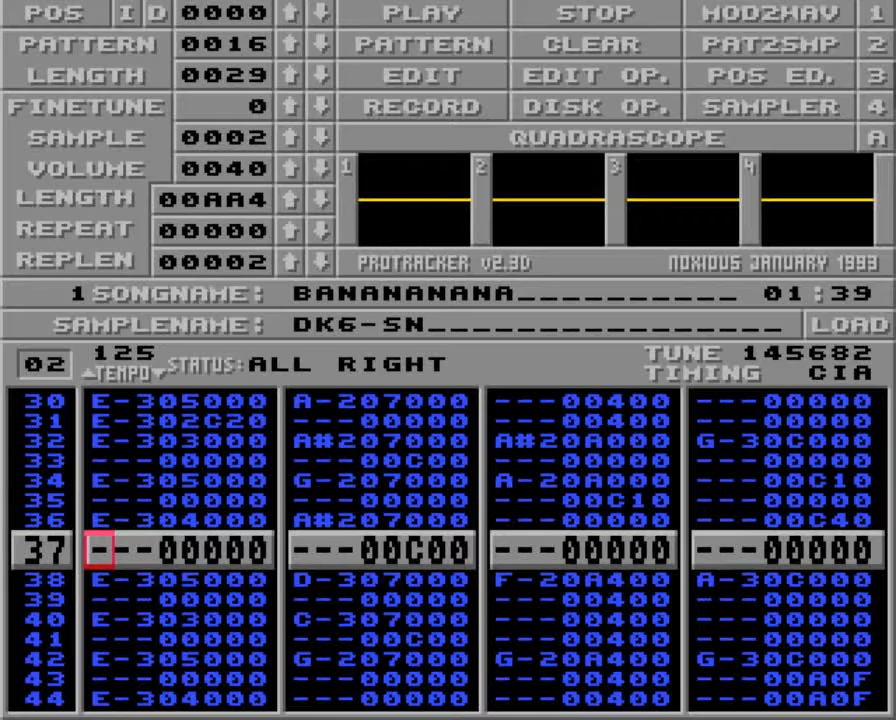 POS I D 0000 PLAY STOP MOD2WAV 1
PATTERN 0016 PATTERN CLEAR PAT2SMP 2
LENGTH 0029 EDIT EDIT OP. POS ED. 3
FINETUNE 0 RECORD DISK OP. SAMPLER 4
SAMPLE 0002 QUADRASCOPE A
VOLUME 0040 1 2 3 4
LENGTH 00AA4
REPEAT 00000
REPLEN 00002 PROTRACKER V2.3D NOXIOUS JANUARY 1993
1 SONGNAME: BANANANANA__________ 01:39
SAMPLENAME: DK6-SN________________ LOAD
02 125 TEMPO STATUS: ALL RIGHT TUNE 145682
TIMING CIA
30 E-305000 A-207000 ---00400 ---00000
31 E-302C20 ---00000 ---00400 ---00000
32 E-303000 A#207000 A#20A000 G-30C000
33 ---00000 ---00C00 ---00000 ---00000
34 E-305000 G-207000 A-20A000 ---00C10
35 ---00000 ---00000 ---00C10 ---00000
36 E-304000 A#207000 ---00000 ---00C40
37 ---00000 ---00C00 ---00000 ---00000
38 E-305000 D-307000 F-20A400 A-30C000
39 ---00000 ---00000 ---00400 ---00000
40 E-303000 C-307000 ---00400 ---00000
41 ---00000 ---00C00 ---00400 ---00000
42 E-305000 G-207000 G-20A400 G-30C000
43 ---00000 ---00000 ---00400 ---00A0F
44 E-304000 ---00000 ---00400 ---00A0F